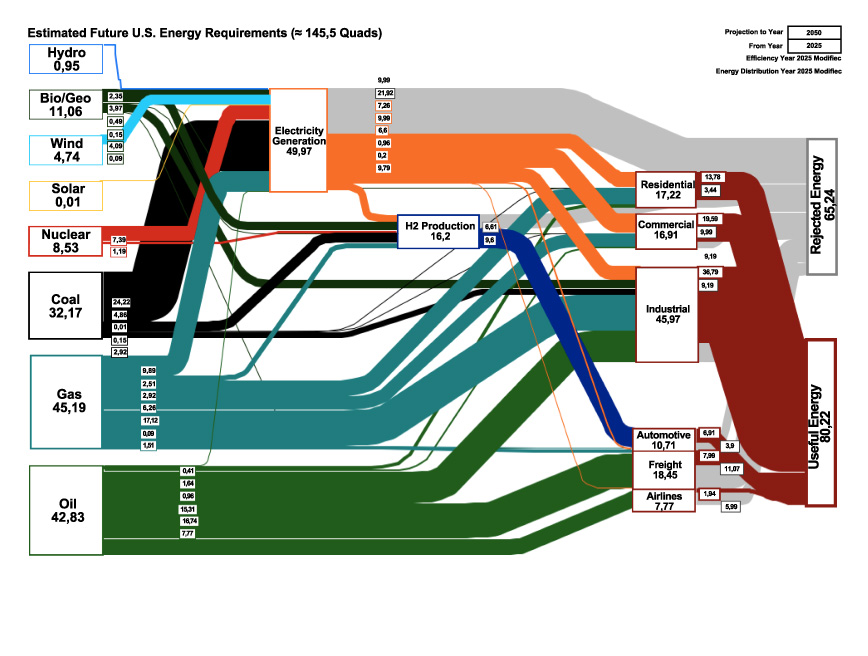 Estimated Future U.S. Energy Requirements (≈ 145,5 Quads)
Projection to Year 2050
From Year 2025
Efficiency Year 2025 Modifiec
Energy Distribution Year 2025 Modifiec
Hydro
0,95
Bio/Geo
11,06
2,35
3,97
0,49
0,15
4,09
0,09
Wind
4,74
Solar
0,01
Nuclear
8,53
7,39
1,19
Coal
32,17
24,22
4,86
0,01
0,15
2,92
Gas
45,19
9,89
2,51
2,92
6,26
17,12
0,09
1,51
Oil
42,83
0,41
1,64
0,96
15,31
16,74
7,77
Electricity
Generation
49,97
9,99
21,92
7,26
9,99
6,6
0,96
0,2
9,79
H2 Production
16,2
6,61
9,6
Residential
17,22
13,78
3,44
Commercial
16,91
19,59
9,99
9,19
Industrial
45,97
36,79
9,19
Automotive
10,71
6,91
3,9
Freight
18,45
7,99
11,07
Airlines
7,77
1,94
5,99
Rejected Energy
65,24
Useful Energy
80,22